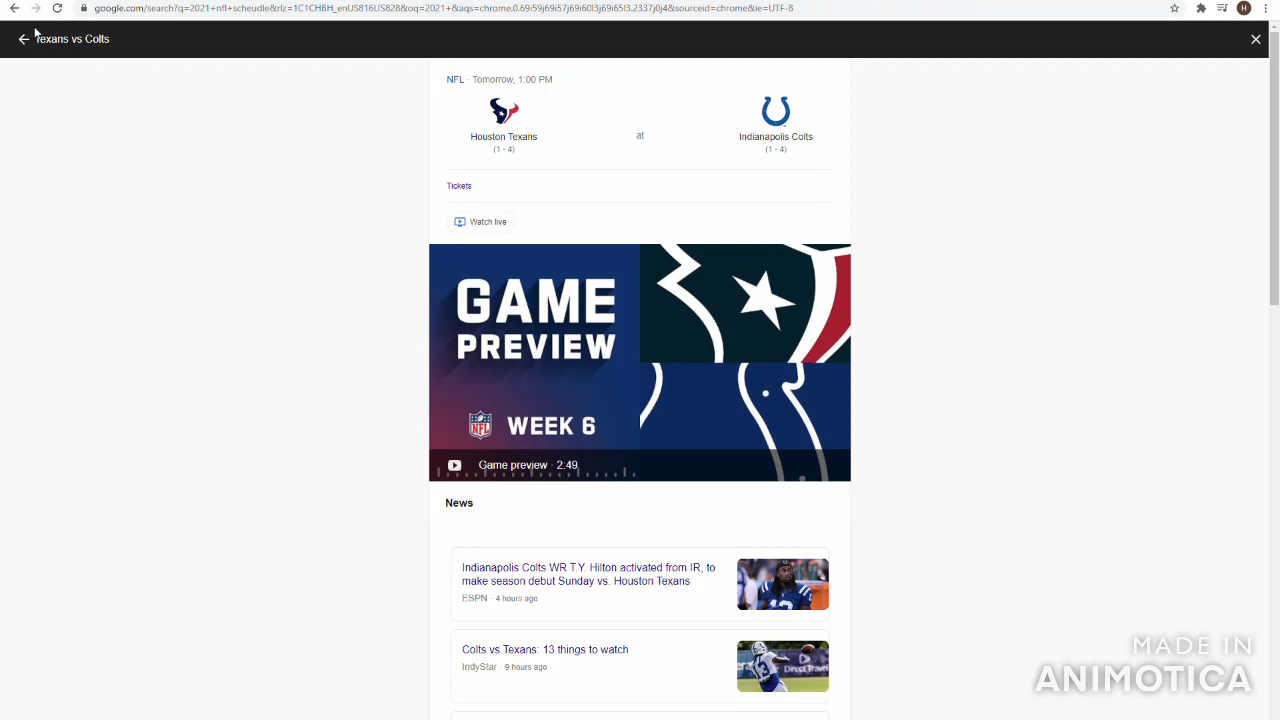 google.com/search?q=2021+nfl+scheudle&rlz=1C1CHBH_enUS816US828&oq=2021+&aqs=chrome.0.69i59j69i57j69i60l3j69i65l3.2337j0j4&sourceid=chrome&ie=UTF-8
H
Texans vs Colts
NFL · Tomorrow, 1:00 PM
Houston Texans
at
Indianapolis Colts
(1 - 4)
(1 - 4)
Tickets
Watch live
GAME
PREVIEW
NFL
WEEK 6
Game preview · 2:49
News
Indianapolis Colts WR T.Y. Hilton activated from IR, to
make season debut Sunday vs. Houston Texans
ESPN · 4 hours ago
Colts vs.Texans: 13 things to watch
IndyStar · 9 hours ago
MADE IN
ANIMOTICA